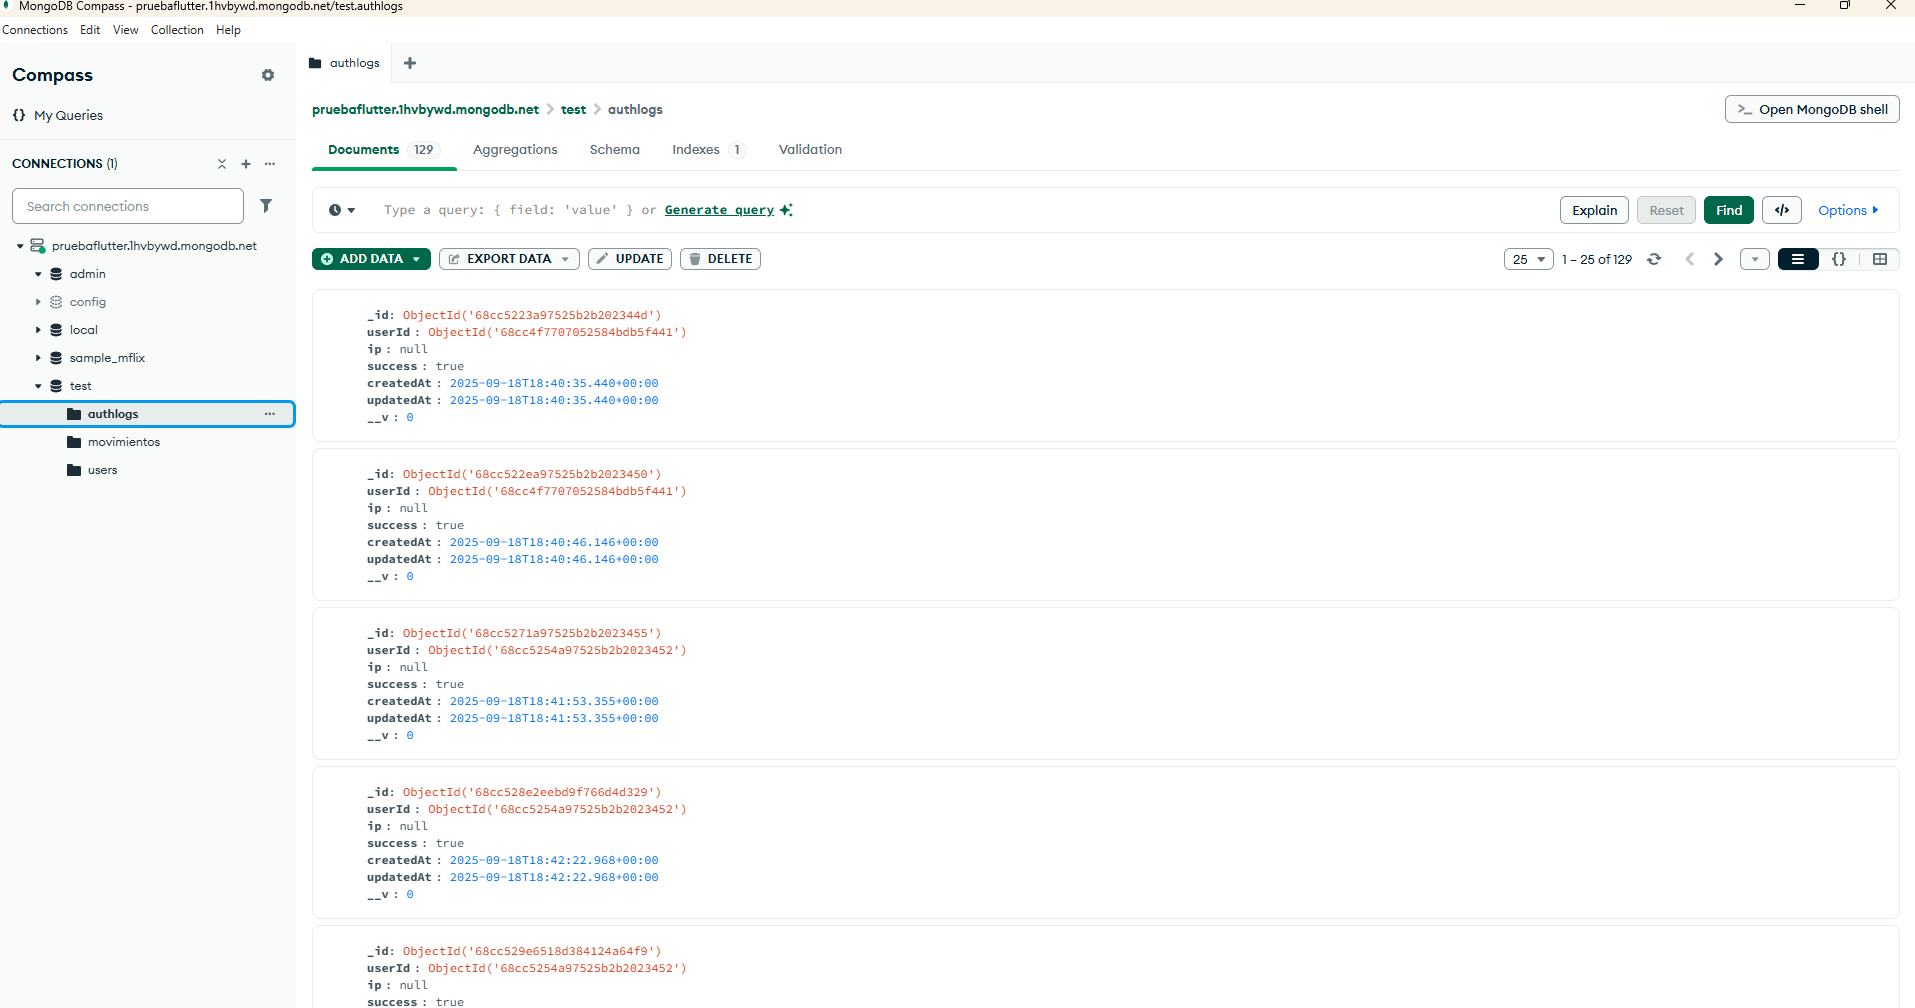 MongoDB Compass - pruebaflutter.1hvbywd.mongodb.net/test.authlogs
Connections Edit View Collection Help
Compass
authlogs
{} My Queries
pruebaflutter.1hvbywd.mongodb.net > test > authlogs
>_ Open MongoDB shell
Documents 129 Aggregations Schema Indexes 1 Validation
CONNECTIONS (1)
Search connections
Type a query: { field: 'value' } or Generate query
Explain Reset Find </> Options
ADD DATA EXPORT DATA UPDATE DELETE
25 1 – 25 of 129
{}
pruebaflutter.1hvbywd.mongodb.net
admin
config
local
sample_mflix
test
authlogs
movimientos
users
_id: ObjectId('68cc5223a97525b2b202344d')
userId : ObjectId('68cc4f7707052584bdb5f441')
ip : null
success : true
createdAt : 2025-09-18T18:40:35.440+00:00
updatedAt : 2025-09-18T18:40:35.440+00:00
__v : 0
_id: ObjectId('68cc522ea97525b2b2023450')
userId : ObjectId('68cc4f7707052584bdb5f441')
ip : null
success : true
createdAt : 2025-09-18T18:40:46.146+00:00
updatedAt : 2025-09-18T18:40:46.146+00:00
__v : 0
_id: ObjectId('68cc5271a97525b2b2023455')
userId : ObjectId('68cc5254a97525b2b2023452')
ip : null
success : true
createdAt : 2025-09-18T18:41:53.355+00:00
updatedAt : 2025-09-18T18:41:53.355+00:00
__v : 0
_id: ObjectId('68cc528e2eebd9f766d4d329')
userId : ObjectId('68cc5254a97525b2b2023452')
ip : null
success : true
createdAt : 2025-09-18T18:42:22.968+00:00
updatedAt : 2025-09-18T18:42:22.968+00:00
__v : 0
_id: ObjectId('68cc529e6518d384124a64f9')
userId : ObjectId('68cc5254a97525b2b2023452')
ip : null
success : true